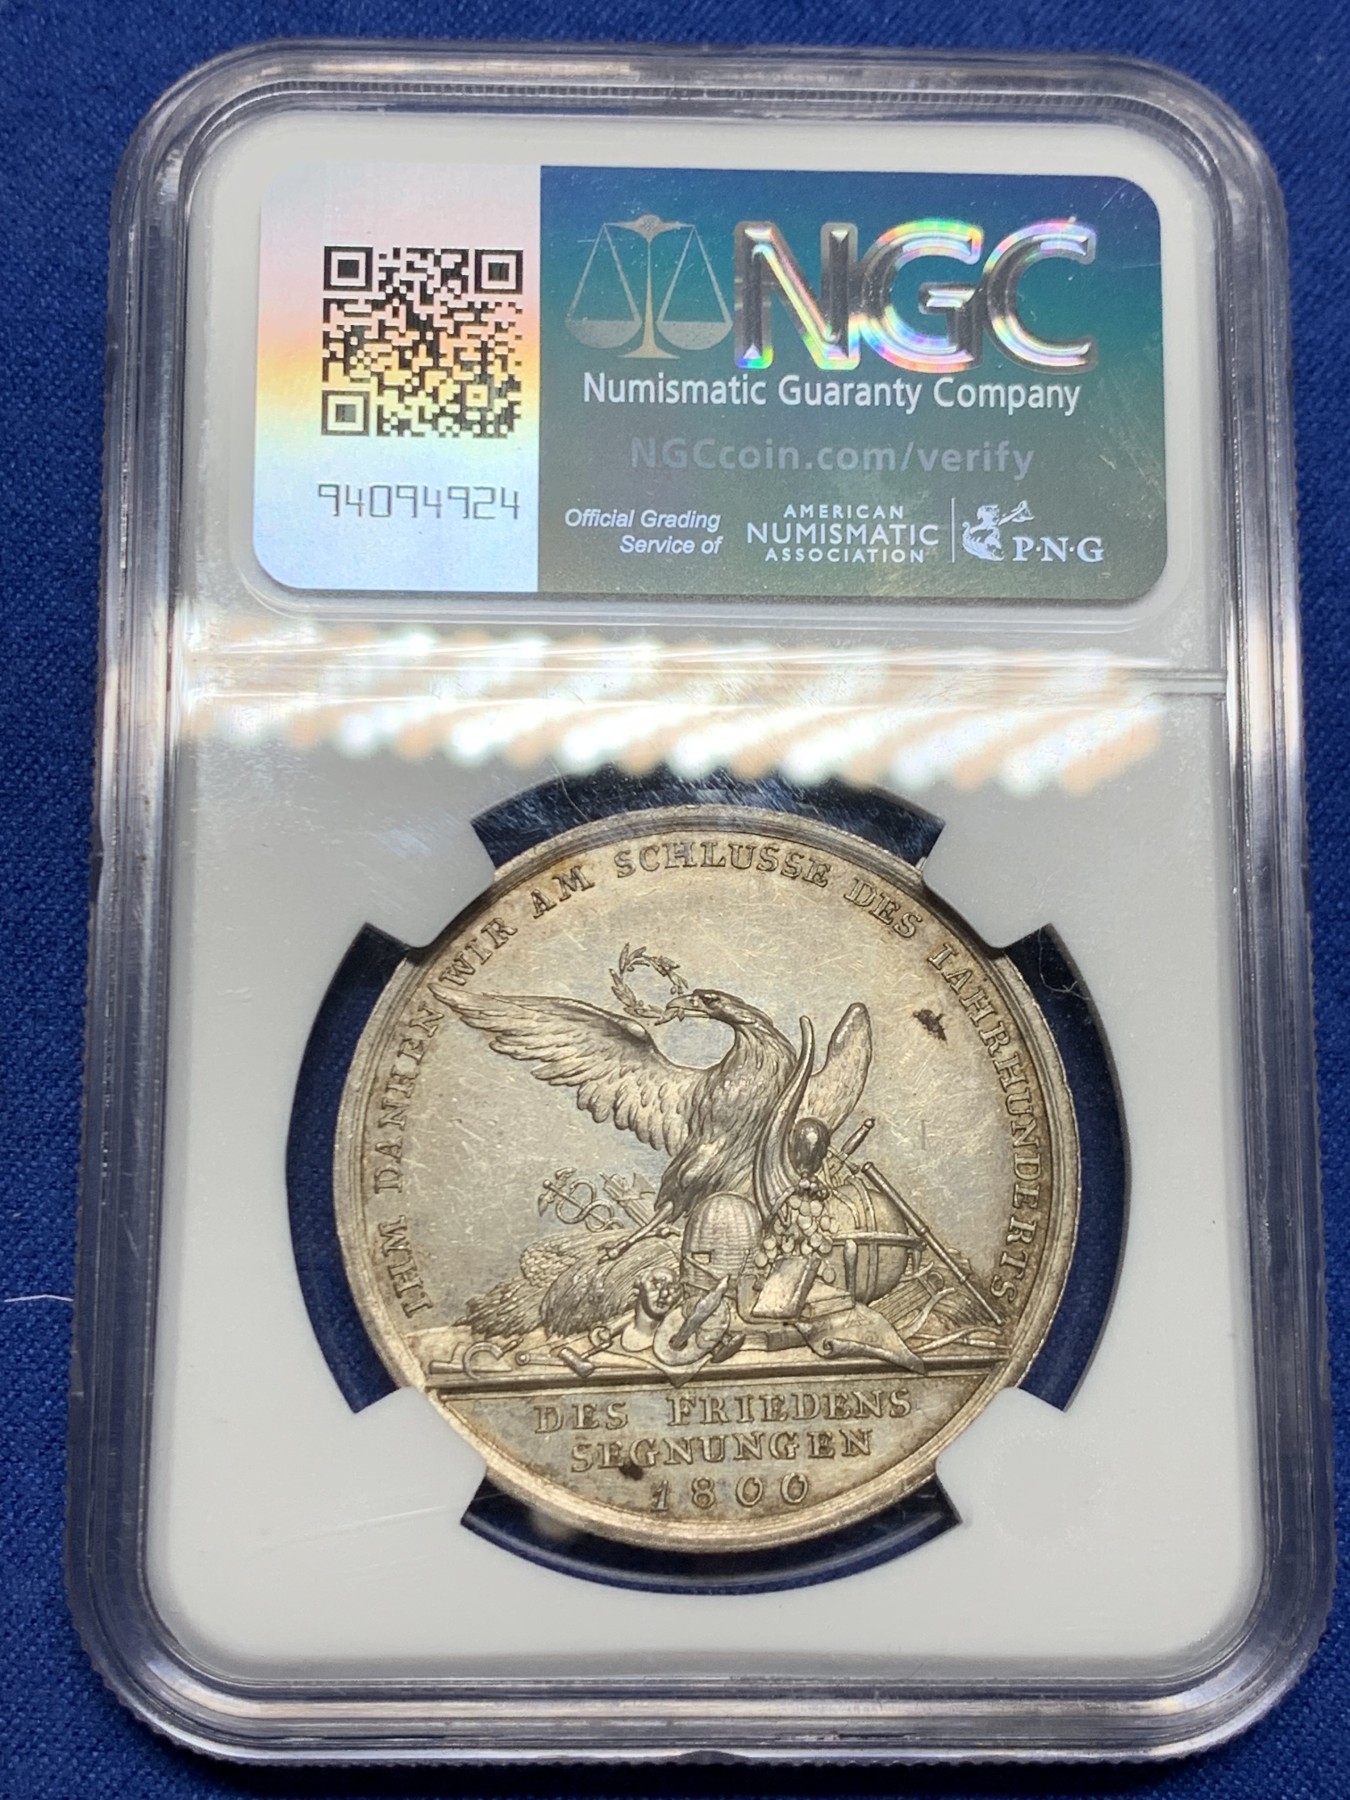 NGC
Numismatic Guaranty Company
NGCcoin.com/verify
94094924
Official Grading
Service of
AMERICAN
NUMISMATIC
ASSOCIATION
P·N·G
IHM DANKEN WIR AM SCHLUSSE DES IAHRHUNDERTS
DES FRIEDENS
SEGNUNGEN
1800